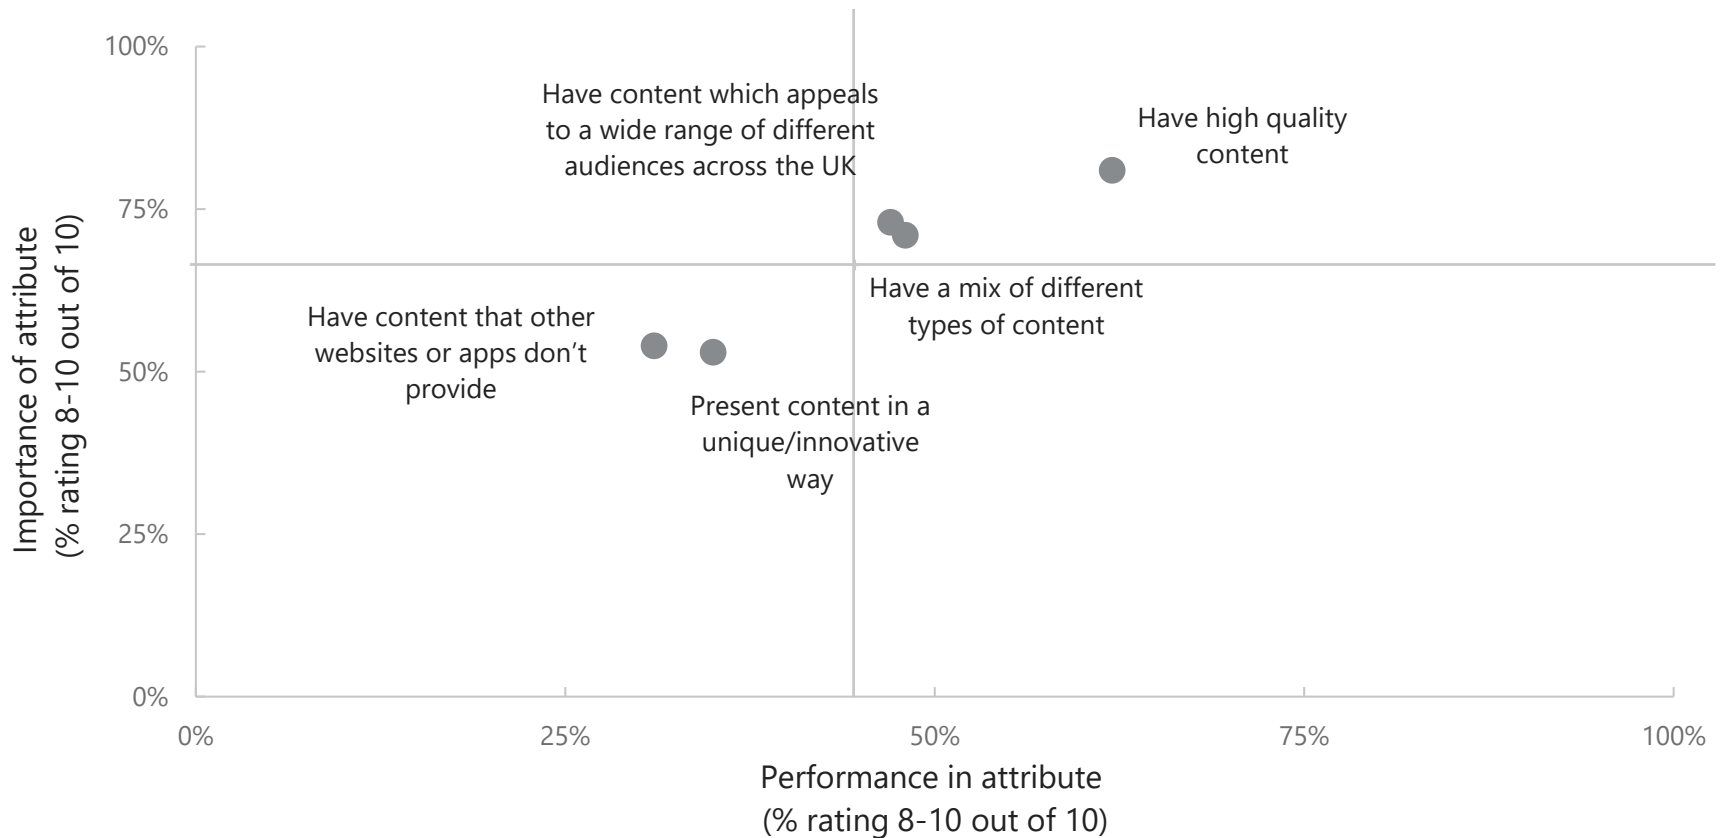 100%
Have content which appeals
to a wide range of different
audiences across the UK
Have high quality
content
75%
Importance of attribute
(% rating 8-10 out of 10)
Have a mix of different
types of content
Have content that other
websites or apps don’t
provide
50%
Present content in a
unique/innovative
way
25%
0%
0%
25%
50%
75%
100%
Performance in attribute
(% rating 8-10 out of 10)